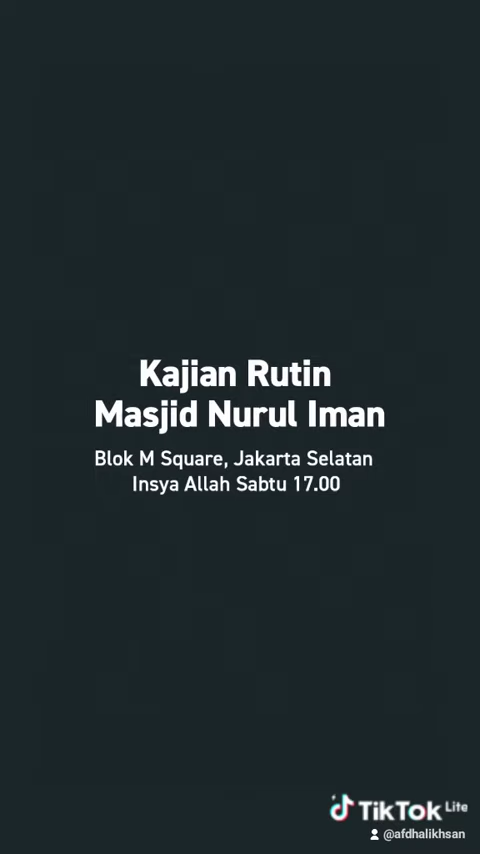 Kajian Rutin
Masjid Nurul Iman
Blok M Square, Jakarta Selatan
Insya Allah Sabtu 17.00
TikTok Lite
@afdhalikhsan